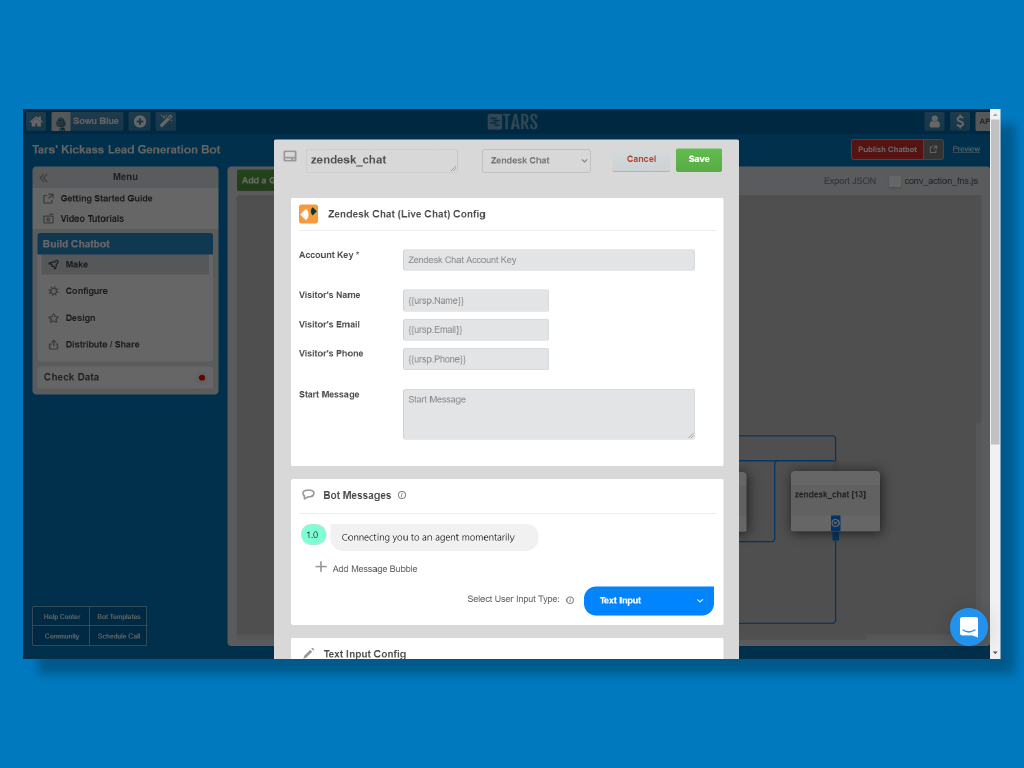 Sowu Blue
TARS
$
AP
Tars' Kickass Lead Generation Bot
Publish Chatbot
Preview
Menu
Getting Started Guide
Video Tutorials
Build Chatbot
Make
Configure
Design
Distribute / Share
Check Data
Help Center
Bot Templates
Community
Schedule Call
Add a G
Export JSON
conv_action_fns.js
zendesk_chat
Zendesk Chat
Cancel
Save
Zendesk Chat (Live Chat) Config
Account Key *
Zendesk Chat Account Key
Visitor's Name
{{ursp.Name}}
Visitor's Email
{{ursp.Email}}
Visitor's Phone
{{ursp.Phone}}
Start Message
Start Message
Bot Messages
1.0
Connecting you to an agent momentarily
Add Message Bubble
Select User Input Type:
Text Input
Text Input Config
zendesk_chat [13]